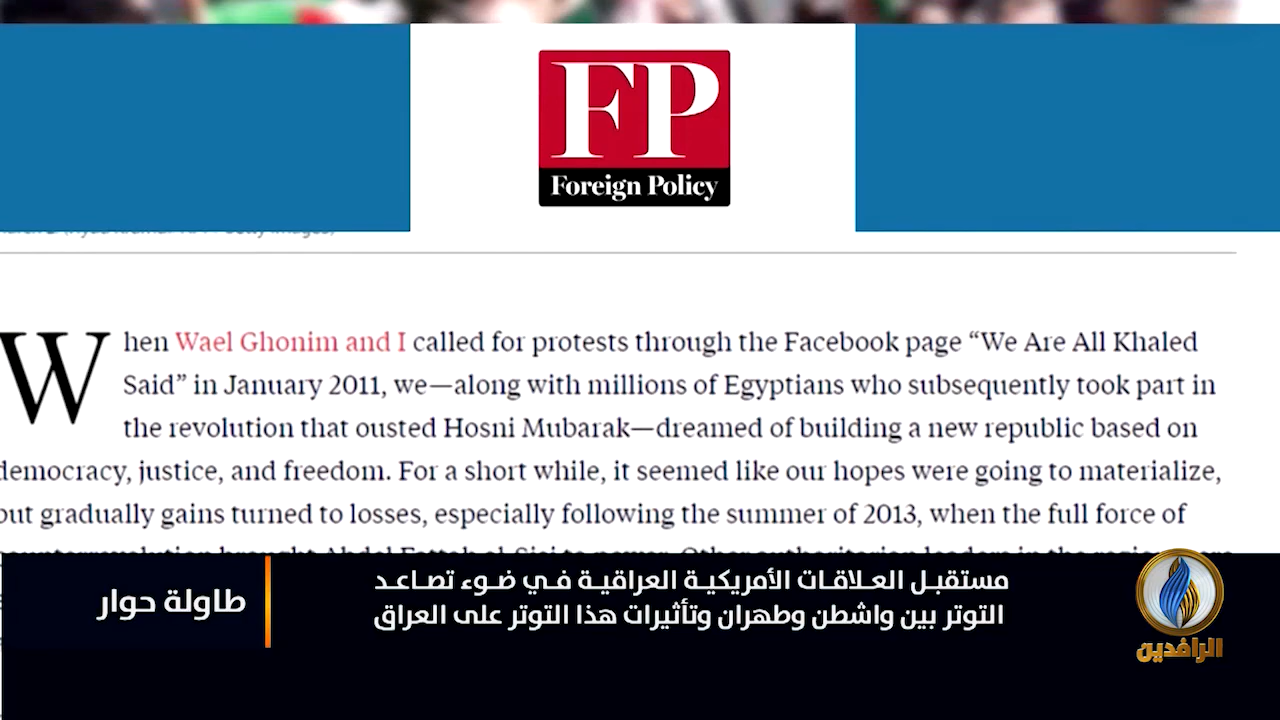 FP
Foreign Policy
When Wael Ghonim and I called for protests through the Facebook page “We Are All Khaled
Said” in January 2011, we—along with millions of Egyptians who subsequently took part in
the revolution that ousted Hosni Mubarak—dreamed of building a new republic based on
democracy, justice, and freedom. For a short while, it seemed like our hopes were going to materialize,
but gradually gains turned to losses, especially following the summer of 2013, when the full force of
مستقبل العلاقات الأمريكية العراقية في ضوء تصاعد
التوتر بين واشطن وطهران وتأثيرات هذا التوتر على العراق
طاولة حوار
الرافدين